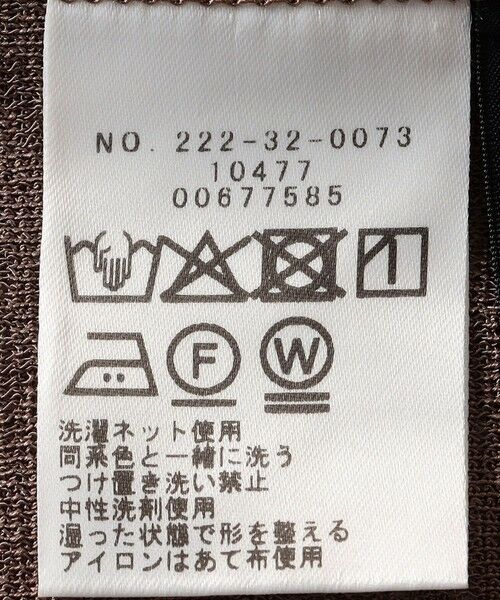 NO. 222-32-0073
10477
00677585
F W
洗濯ネット使用
同系色と一緒に洗う
つけ置き洗い禁止
中性洗剤使用
湿った状態で形を整える
アイロンはあて布使用